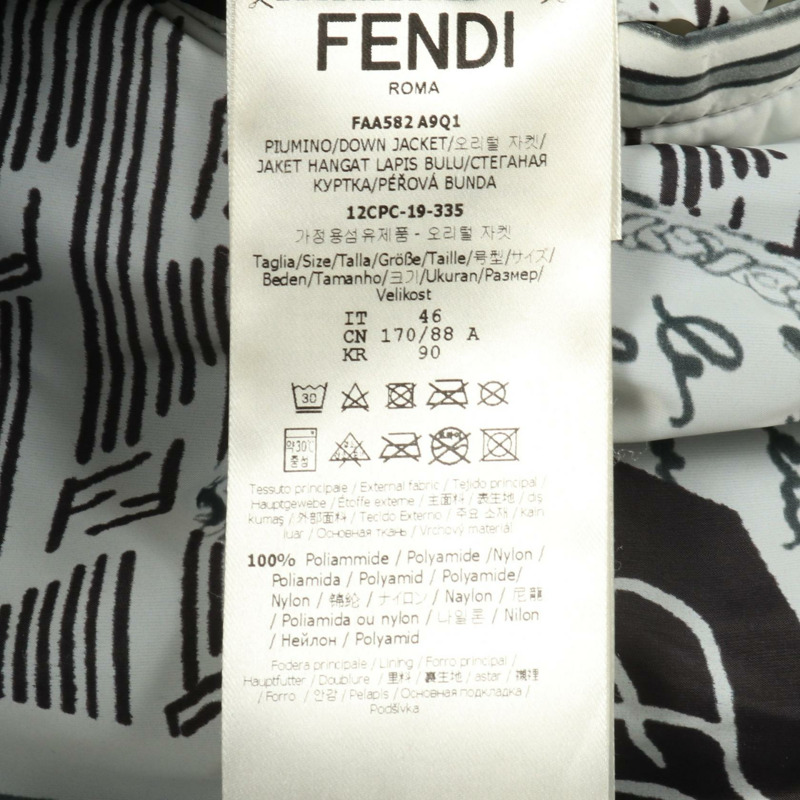 FENDI
ROMA
FAA582 A9Q1
PIUMINO/DOWN JACKET/오리털 자켓/
JAKET HANGAT LAPIS BULU/СТЕГАНАЯ
КУРТКА/PÉŘOVÁ BUNDA
12CPC-19-335
가정용섬유제품 - 오리털 자켓
Taglia/Size/Talla/Größe/Taille/号型/サイズ/
Beden/Tamanho/크기/Ukuran/Размер/
Velikost
IT 46
CN 170/88 A
KR 90
30
약30℃
중성
Tessuto principale / External fabric / Tejido principal /
Hauptgewebe / Étoffe externe / 主面料 / 表生地 / dış
kumaş / 外部面料 / Tecido Externo / 주요 소재 / Kain
luar / Основная ткань / Vrchový materiál
100% Poliammide / Polyamide /Nylon /
Poliamida / Polyamid / Polyamide/
Nylon / 锦纶 / ナイロン / Naylon / 尼龍
/ Poliamida ou nylon / 나일론 / Nilon
/ Нейлон / Polyamid
Fodera principale / Lining / Forro principal /
Hauptfutter / Doublure / 里料 / 裏生地 / astar / 襯裡
/ Forro / 안감 / Pelapis / Основная подкладка /
Podšívka